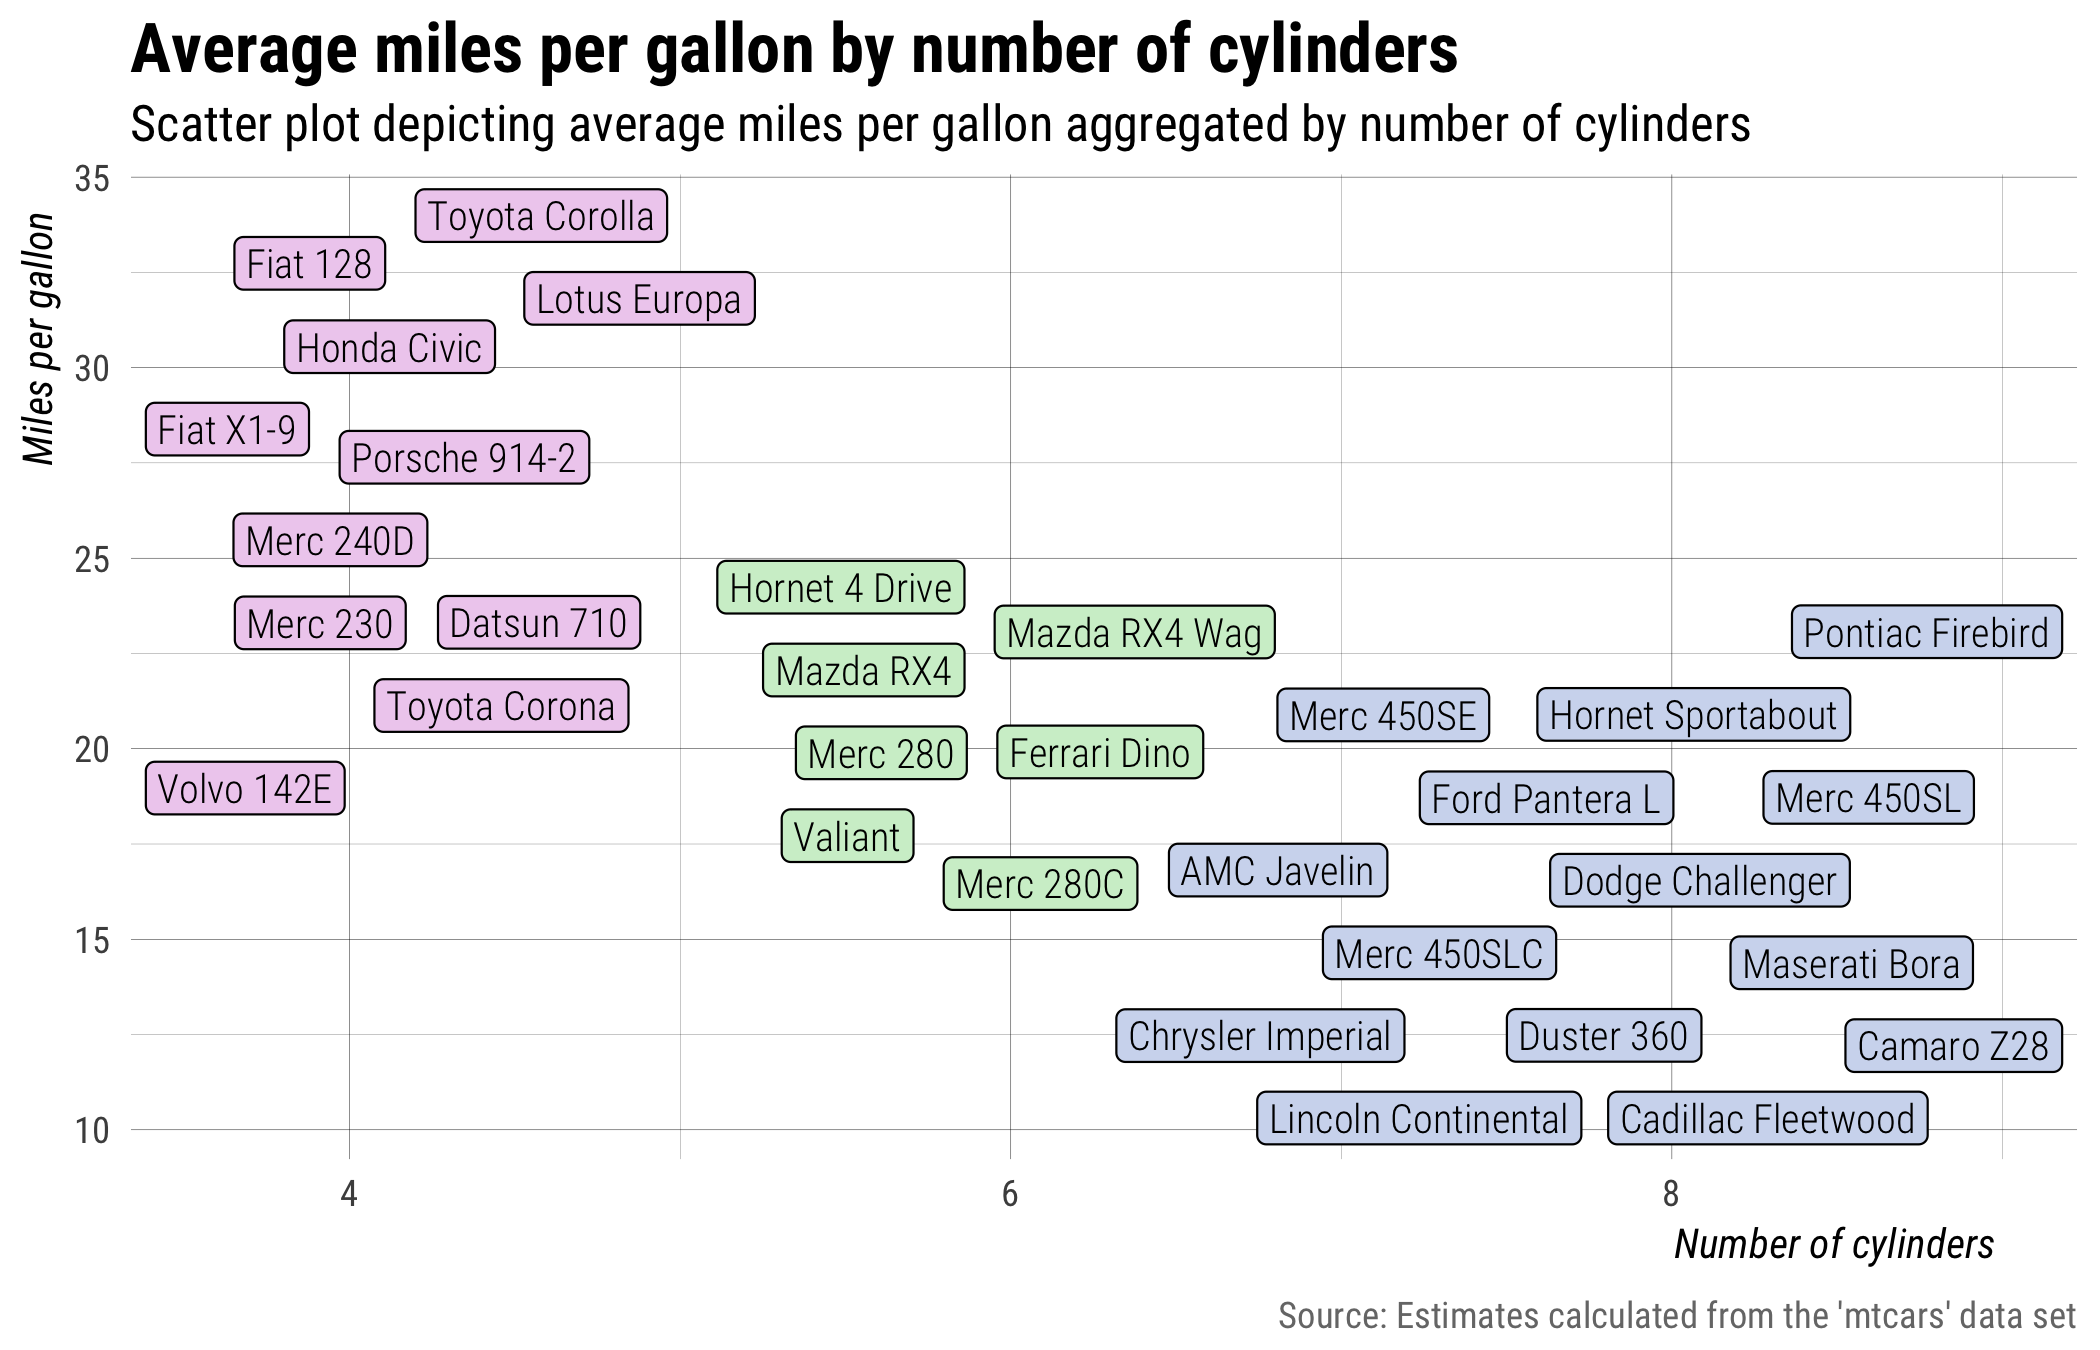 Average miles per gallon by number of cylinders
Scatter plot depicting average miles per gallon aggregated by number of cylinders
Miles per gallon
35
30
25
20
15
10
Toyota Corolla
Fiat 128
Lotus Europa
Honda Civic
Fiat X1-9
Porsche 914-2
Merc 240D
Hornet 4 Drive
Merc 230
Datsun 710
Mazda RX4 Wag
Pontiac Firebird
Mazda RX4
Toyota Corona
Merc 450SE
Hornet Sportabout
Merc 280
Ferrari Dino
Volvo 142E
Ford Pantera L
Merc 450SL
Valiant
AMC Javelin
Merc 280C
Dodge Challenger
Merc 450SLC
Maserati Bora
Chrysler Imperial
Duster 360
Camaro Z28
Lincoln Continental
Cadillac Fleetwood
4
6
8
Number of cylinders
Source: Estimates calculated from the 'mtcars' data set